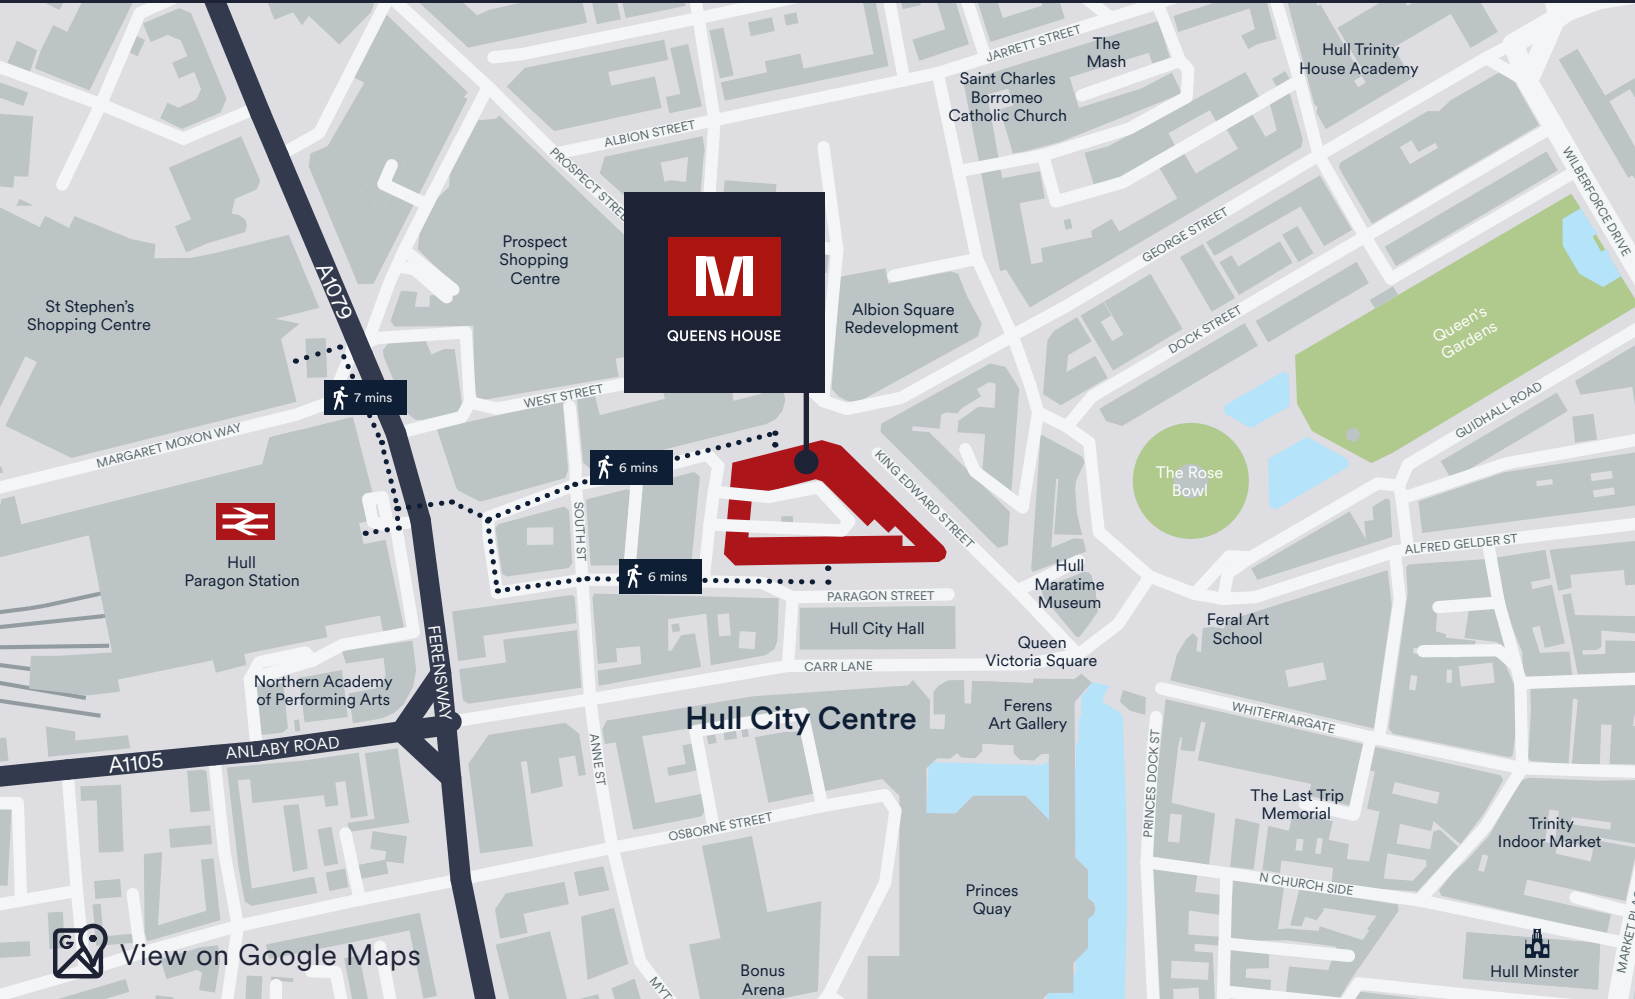 JARRETT STREET
The
Mash
Hull Trinity
House Academy
Saint Charles
Borromeo
Catholic Church
ALBION STREET
PROSPECT STREE
WILBERFORCE DRIVE
GEORGE STREET
Prospect
Shopping
Centre
A1079
St Stephen's
Shopping Centre
M
QUEENS HOUSE
Albion Square
Redevelopment
DOCK STREET
Queen's
Gardens
7 mins
WEST STREET
GUIDHALL ROAD
MARGARET MOXON WAY
6 mins
KING EDWARD STREET
The Rose
Bowl
SOUTH ST
ALFRED GELDER ST
Hull
Paragon Station
6 mins
Hull
Maratime
Museum
PARAGON STREET
Hull City Hall
Feral Art
School
Queen
Victoria Square
CARR LANE
FERENSWAY
Northern Academy
of Performing Arts
Hull City Centre
Ferens
Art Gallery
WHITEFRIARGATE
A1105
ANLABY ROAD
ANNE ST
PRINCES DOCK ST
The Last Trip
Memorial
OSBORNE STREET
Trinity
Indoor Market
N CHURCH SIDE
Princes
Quay
MARKET PLA
G
View on Google Maps
MYT
Bonus
Arena
Hull Minster